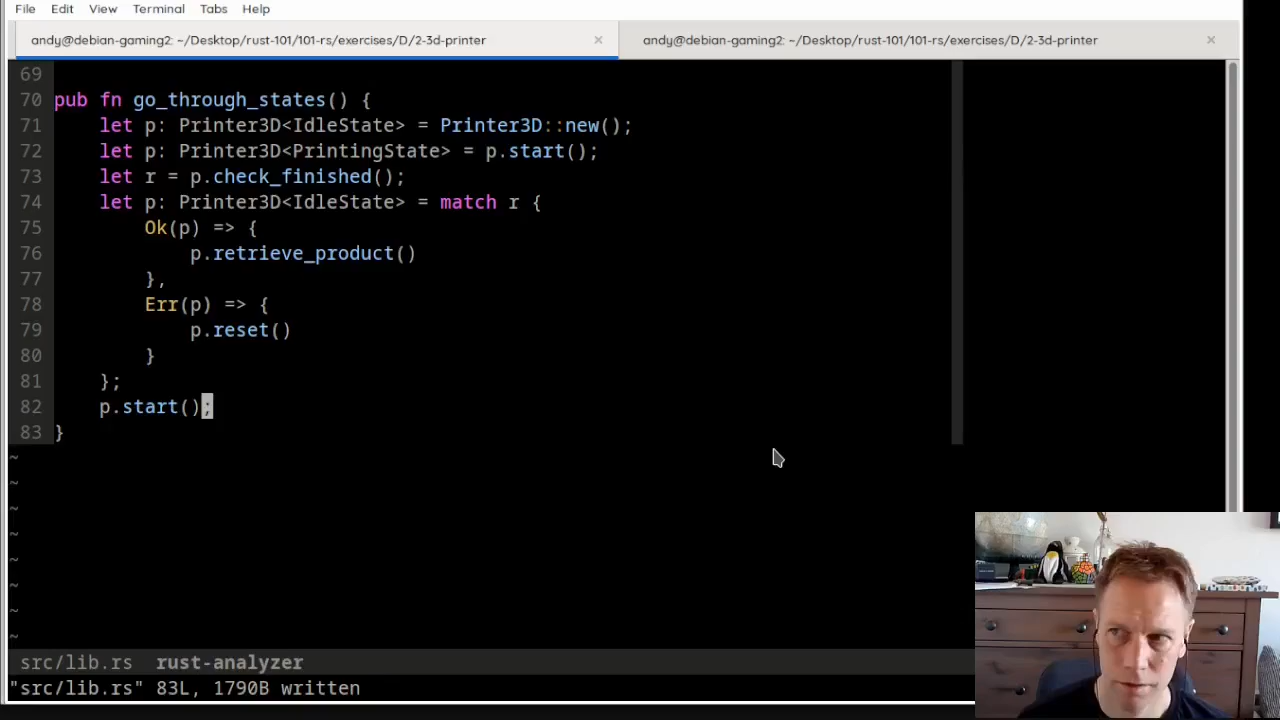 File Edit View Terminal Tabs Help
andy@debian-gaming2: ~/Desktop/rust-101/101-rs/exercises/D/2-3d-printer × andy@debian-gaming2: ~/Desktop/rust-101/101-rs/exercises/D/2-3d-printer ×
69
70 pub fn go_through_states() {
71     let p: Printer3D<IdleState> = Printer3D::new();
72     let p: Printer3D<PrintingState> = p.start();
73     let r = p.check_finished();
74     let p: Printer3D<IdleState> = match r {
75         Ok(p) => {
76             p.retrieve_product()
77         },
78         Err(p) => {
79             p.reset()
80         }
81     };
82     p.start();
83 }
~
~
~
~
~
~
~
~
src/lib.rs rust-analyzer
"src/lib.rs" 83L, 1790B written